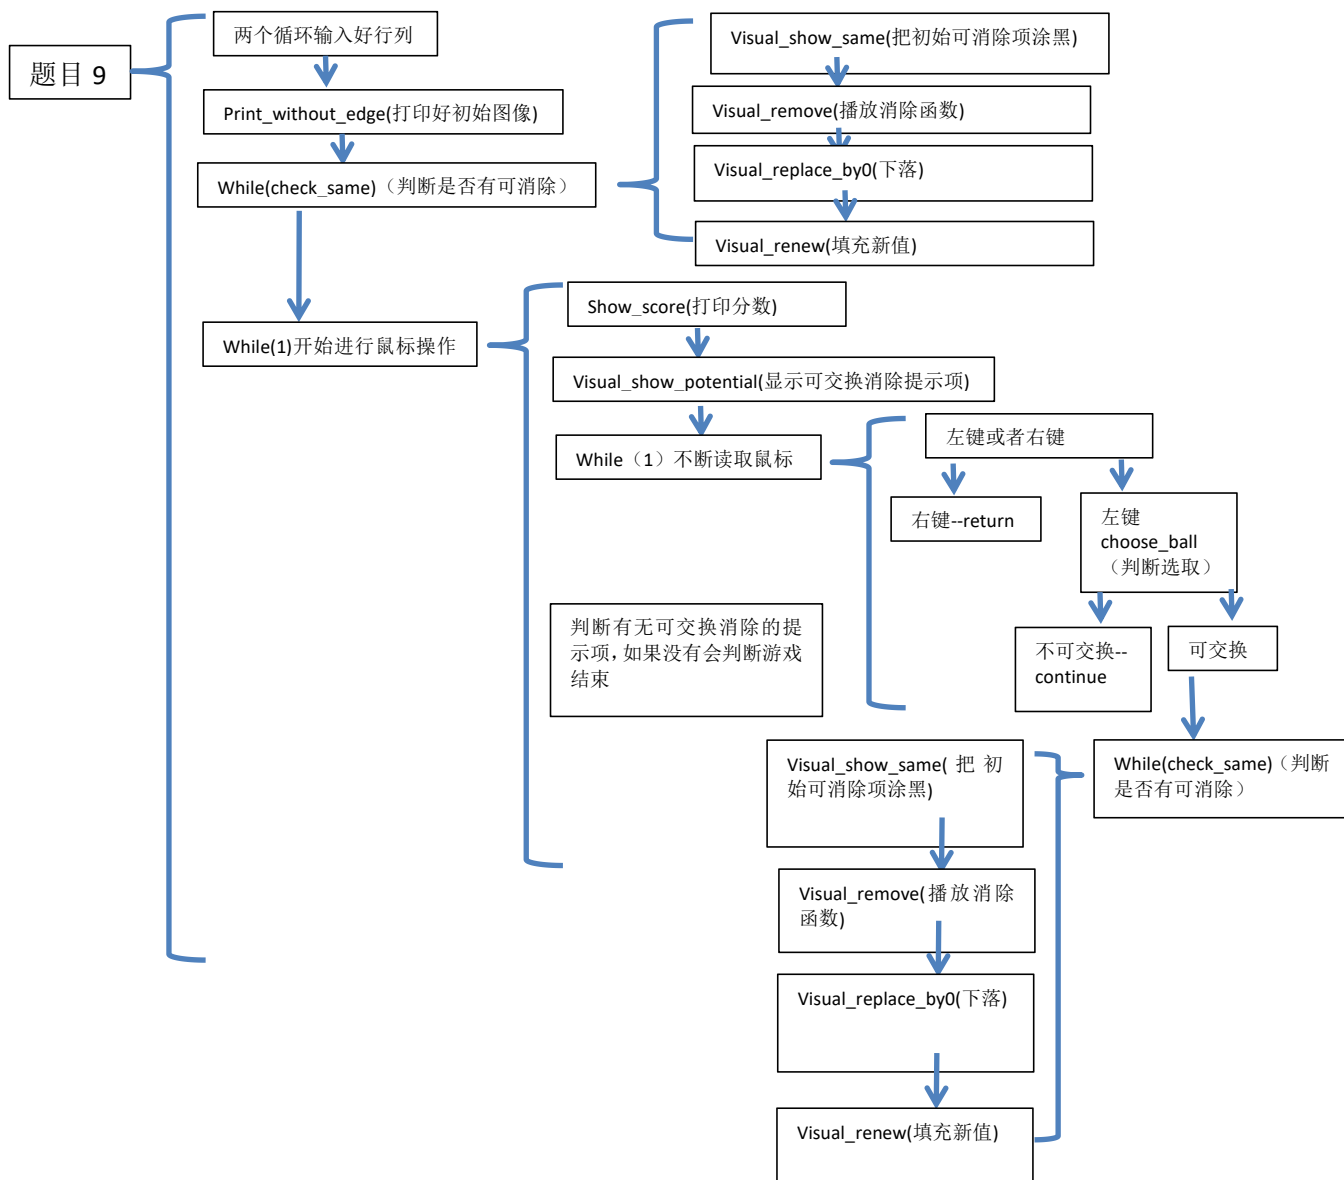 题目 9
两个循环输入好行列
Print_without_edge(打印好初始图像)
While(check_same)（判断是否有可消除）
Visual_show_same(把初始可消除项涂黑)
Visual_remove(播放消除函数)
Visual_replace_by0(下落)
Visual_renew(填充新值)
While(1)开始进行鼠标操作
Show_score(打印分数)
Visual_show_potential(显示可交换消除提示项)
While（1）不断读取鼠标
左键或者右键
右键--return
左键
choose_ball
（判断选取）
不可交换--
continue
可交换
判断有无可交换消除的提
示项，如果没有会判断游戏
结束
While(check_same)（判断
是否有可消除）
Visual_show_same( 把 初
始可消除项涂黑)
Visual_remove(播放消除
函数)
Visual_replace_by0(下落)
Visual_renew(填充新值)